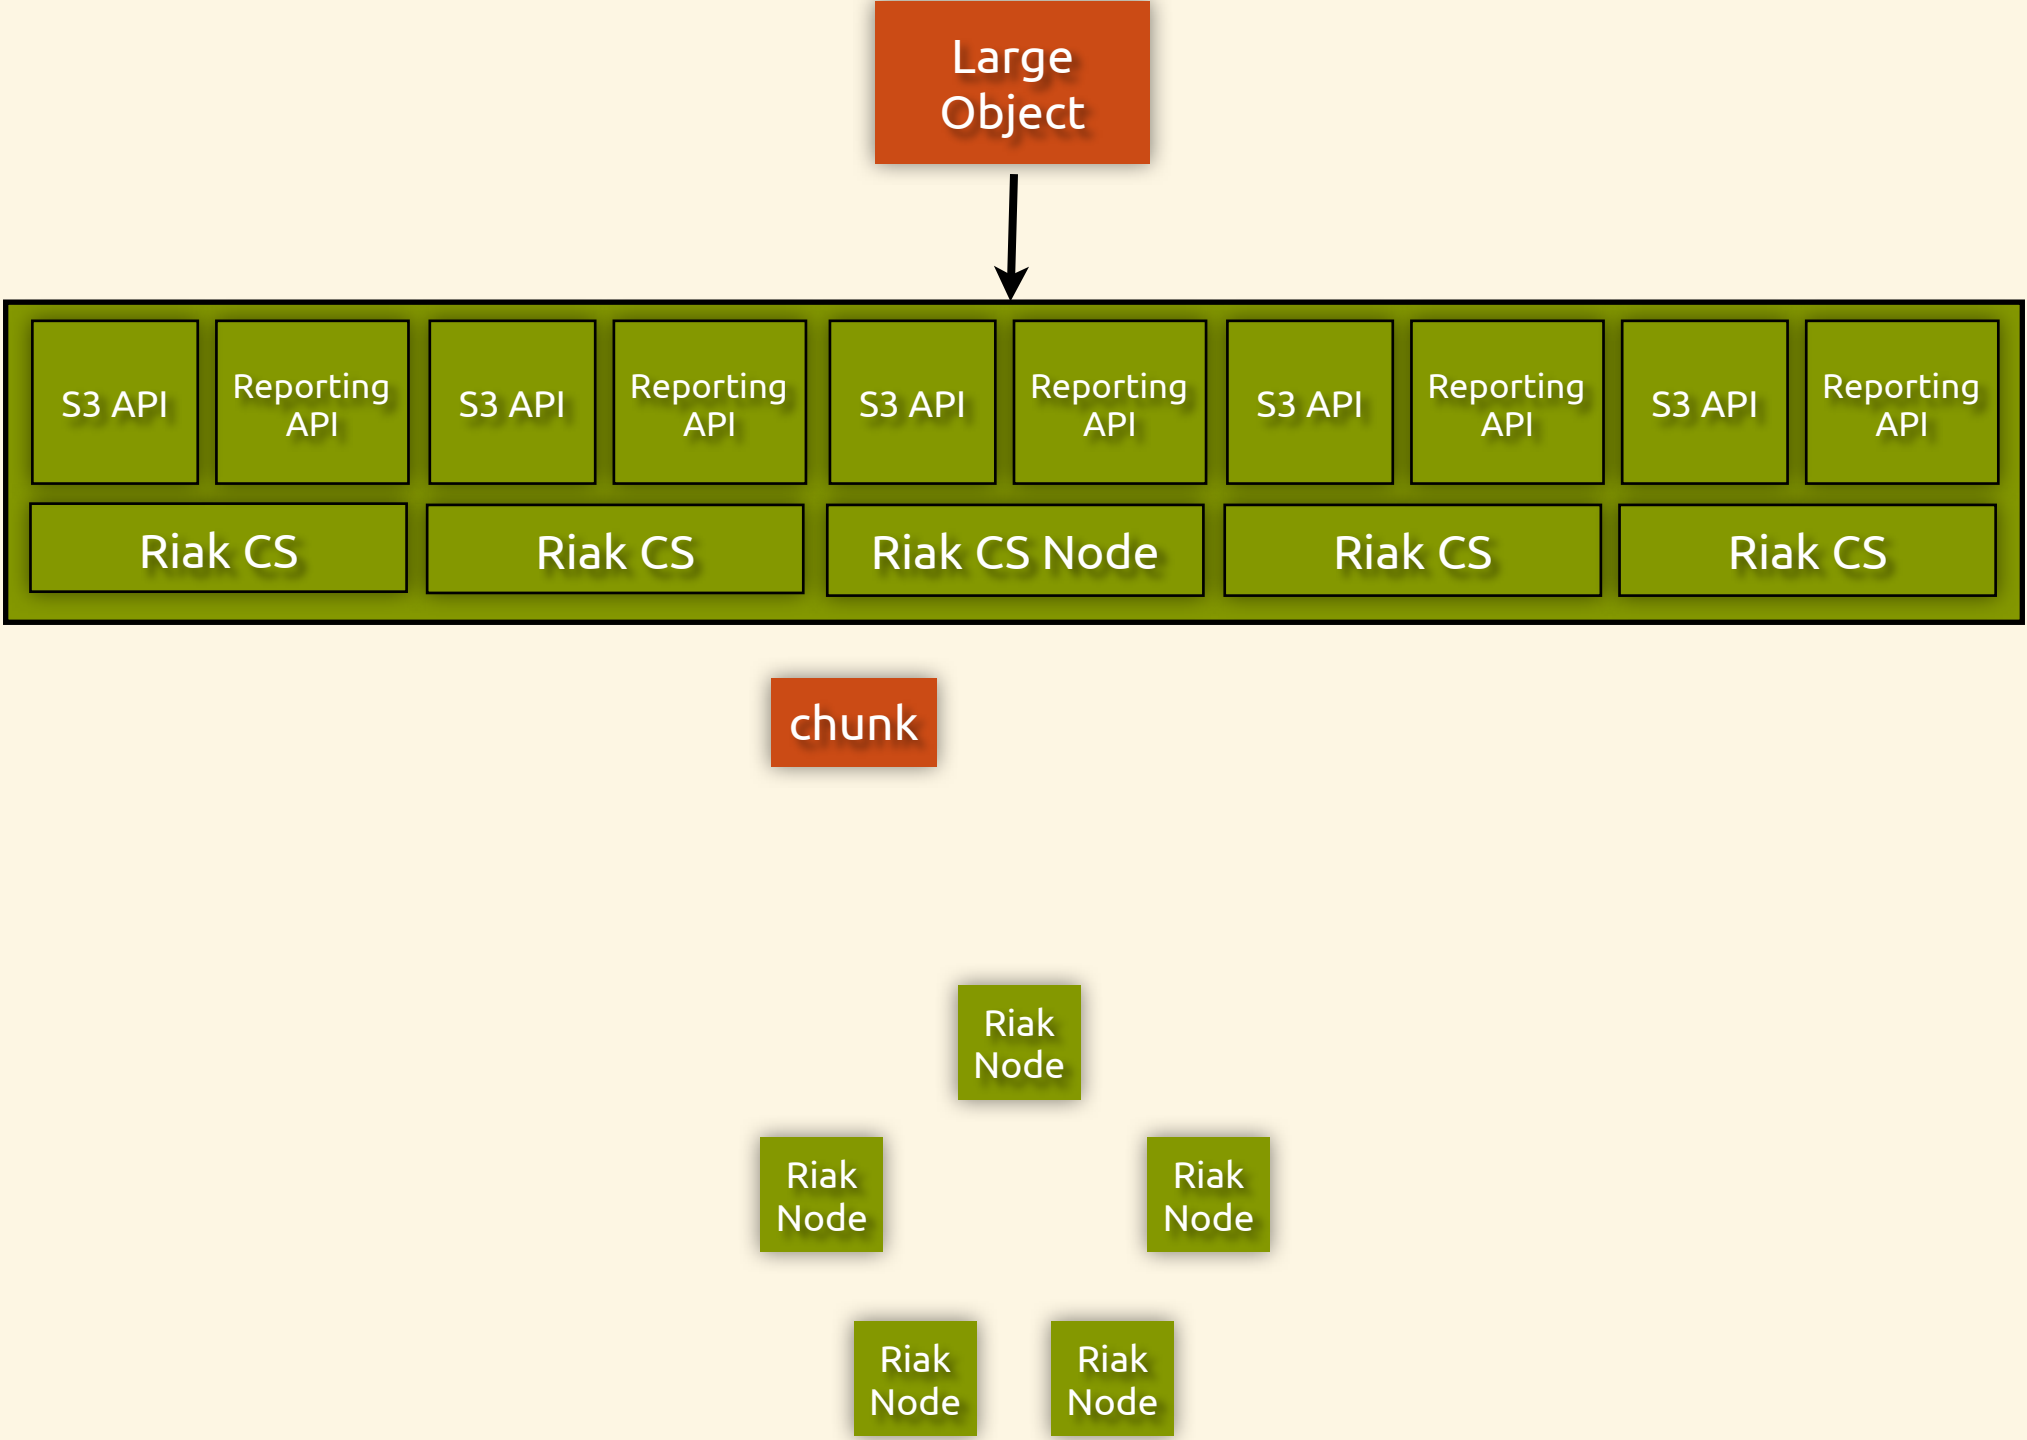 Large
Object
S3 API
Reporting
API
S3 API
Reporting
API
S3 API
Reporting
API
S3 API
Reporting
API
S3 API
Reporting
API
Riak CS
Riak CS
Riak CS Node
Riak CS
Riak CS
chunk
Riak
Node
Riak
Node
Riak
Node
Riak
Node
Riak
Node